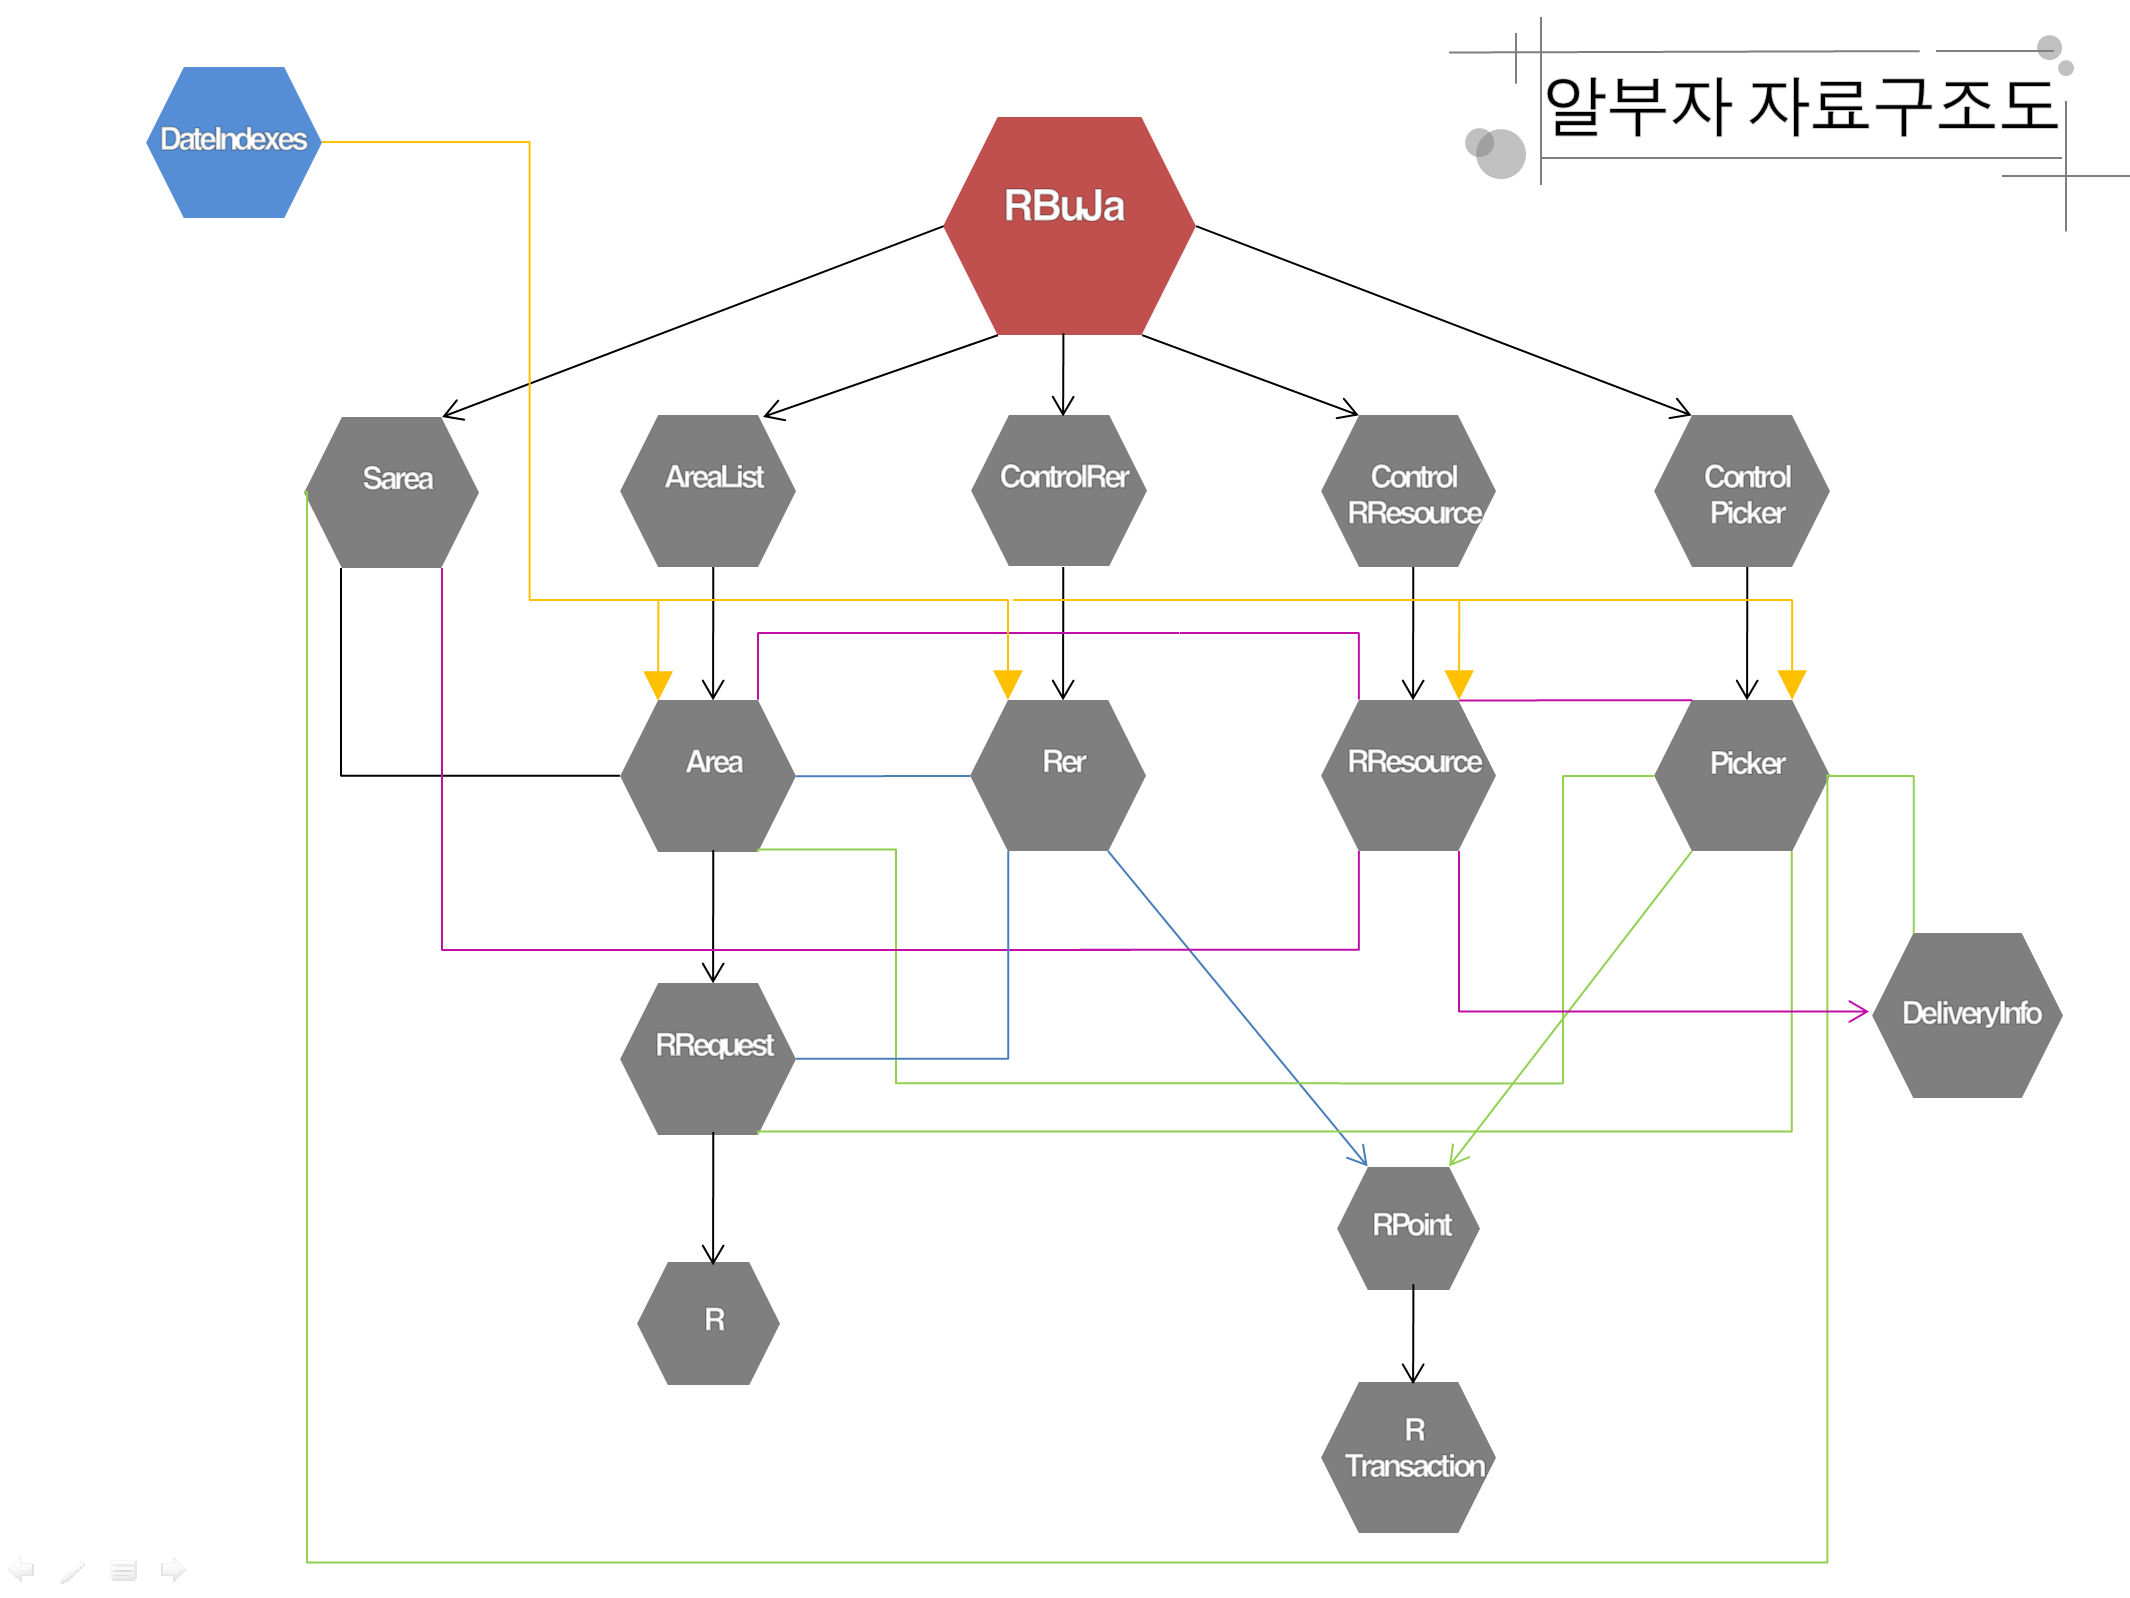 알부자 자료구조도
DateIndexes
RBuJa
Sarea
AreaList
ControlRer
Control
RResource
Control
Picker
Area
Rer
RResource
Picker
DeliveryInfo
RRequest
RPoint
R
R
Transaction